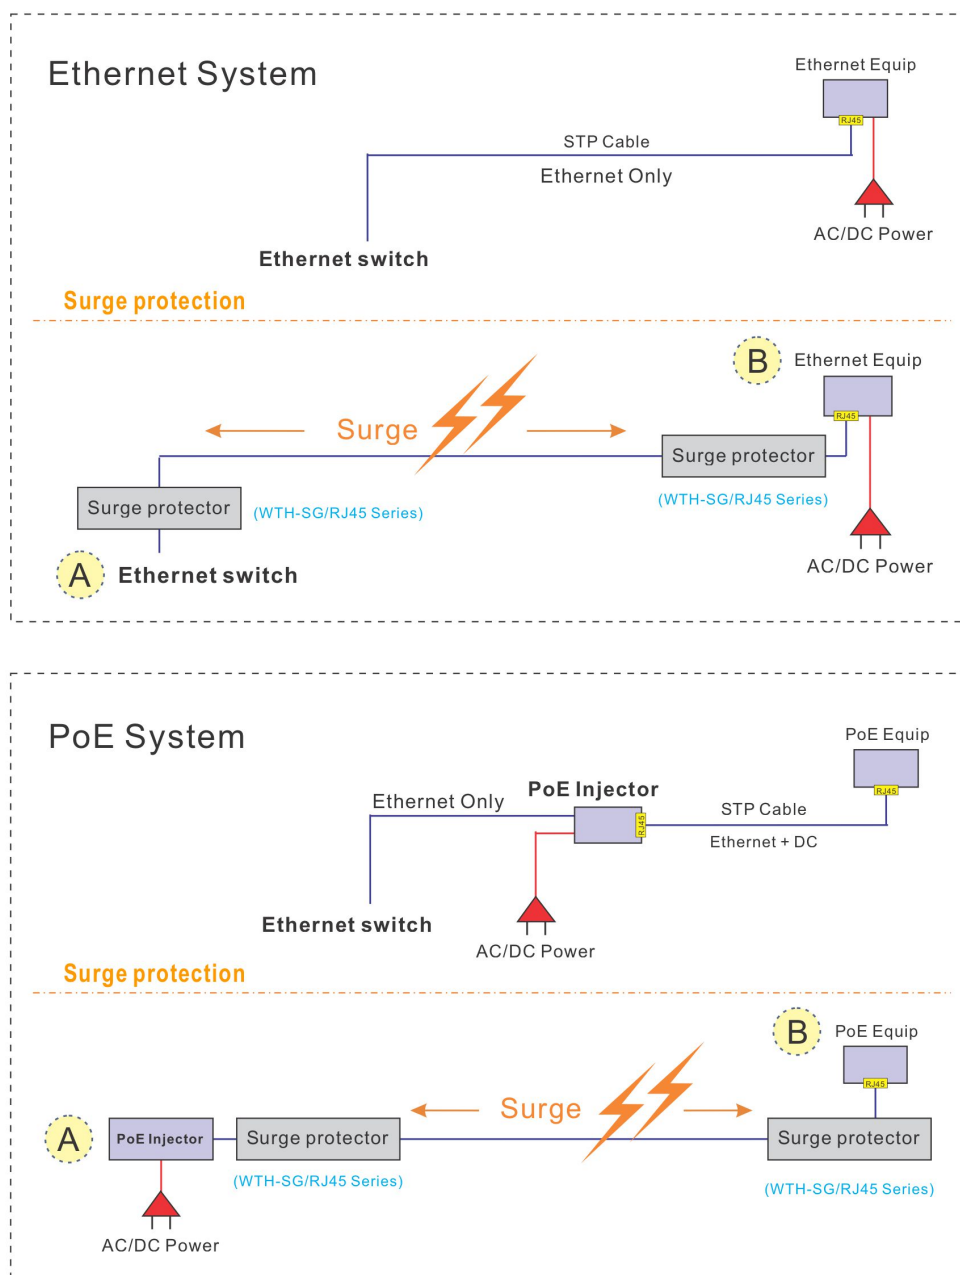 Ethernet System
Ethernet Equip
RJ45
STP Cable
Ethernet Only
AC/DC Power
Ethernet switch
Surge protection
B
Ethernet Equip
RJ45
Surge
Surge protector
(WTH-SG/RJ45 Series)
Surge protector
(WTH-SG/RJ45 Series)
AC/DC Power
A
Ethernet switch
PoE System
PoE Equip
RJ45
PoE Injector
Ethernet Only
RJ45
STP Cable
Ethernet + DC
Ethernet switch
AC/DC Power
Surge protection
B
PoE Equip
RJ45
Surge
A
PoE Injector
Surge protector
Surge protector
(WTH-SG/RJ45 Series)
(WTH-SG/RJ45 Series)
AC/DC Power